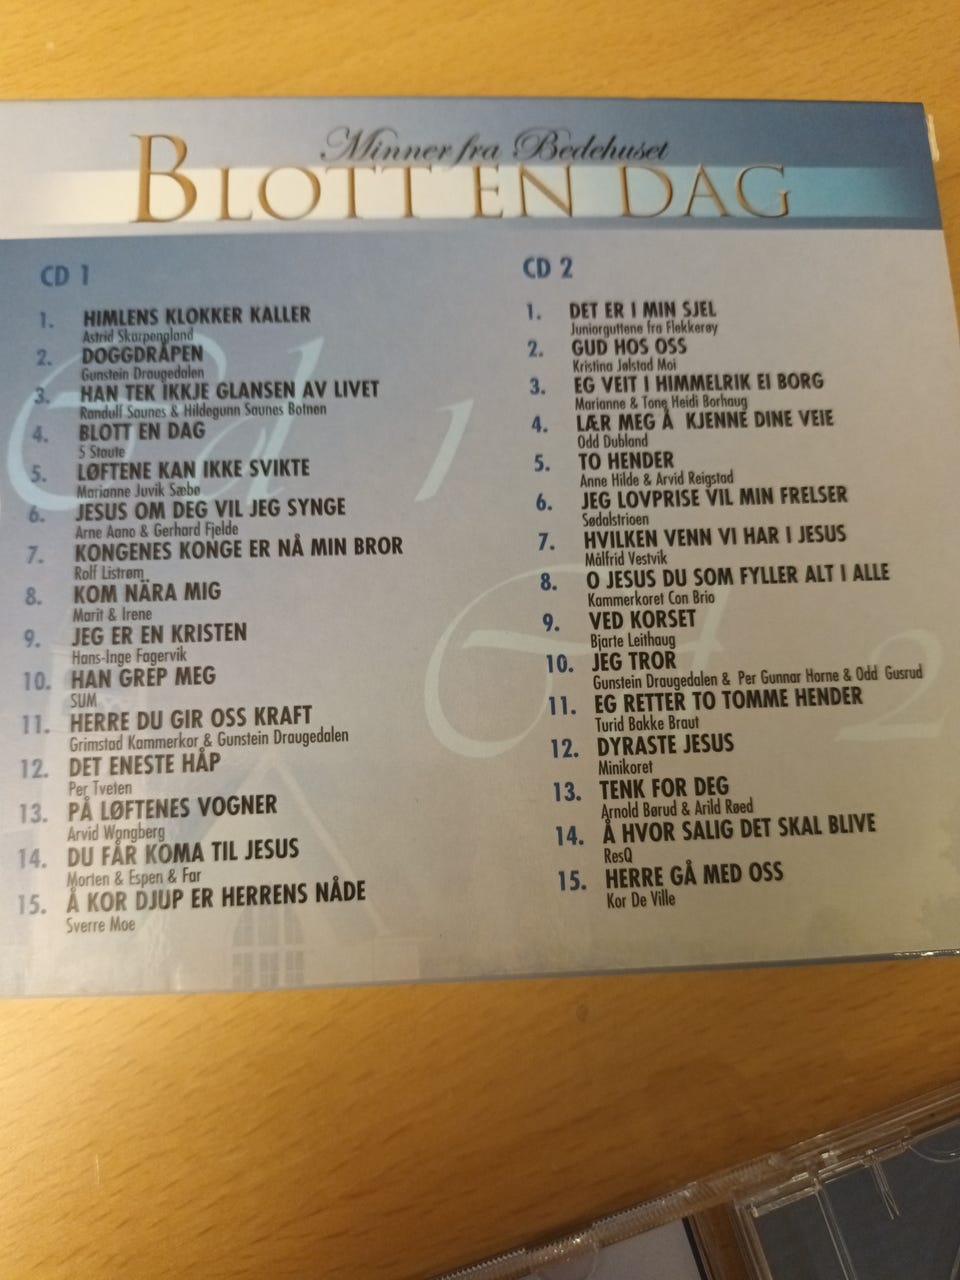 Minner fra Bedehuset
BLOTT EN DAG
CD 1
1. HIMLENS KLOKKER KALLER
Astrid Skarpengland
2. DOGGDRÅPEN
Gunstein Draugedalen
3. HAN TEK IKKJE GLANSEN AV LIVET
Randulf Saunes & Hildegunn Saunes Botnen
4. BLOTT EN DAG
5 Staute
5. LØFTENE KAN IKKE SVIKTE
Marianne Juvik Sæbø
6. JESUS OM DEG VIL JEG SYNGE
Arne Aano & Gerhard Fjelde
7. KONGENES KONGE ER NÅ MIN BROR
Rolf Listrøm
8. KOM NÄRA MIG
Marit & Irene
9. JEG ER EN KRISTEN
Hans-Inge Fagervik
10. HAN GREP MEG
SUM
11. HERRE DU GIR OSS KRAFT
Grimstad Kammerkor & Gunstein Draugedalen
12. DET ENESTE HÅP
Per Tveten
13. PÅ LØFTENES VOGNER
Arvid Wangberg
14. DU FÅR KOMA TIL JESUS
Morten & Espen & Far
15. Å KOR DJUP ER HERRENS NÅDE
Sverre Moe
Cd 1
CD 2
1. DET ER I MIN SJEL
Juniorguttene fra Flekkerøy
2. GUD HOS OSS
Kristina Jølstad Moi
3. EG VEIT I HIMMELRIK EI BORG
Marianne & Tone Heidi Borhaug
4. LÆR MEG Å KJENNE DINE VEIE
Odd Dubland
5. TO HENDER
Anne Hilde & Arvid Reigstad
6. JEG LOVPRISE VIL MIN FRELSER
Sødalstrioen
7. HVILKEN VENN VI HAR I JESUS
Målfrid Vestvik
8. O JESUS DU SOM FYLLER ALT I ALLE
Kammerkoret Con Brio
9. VED KORSET
Bjarte Leithaug
10. JEG TROR
Gunstein Draugedalen & Per Gunnar Horne & Odd Gusrud
11. EG RETTER TO TOMME HENDER
Turid Bakke Braut
12. DYRASTE JESUS
Minikoret
13. TENK FOR DEG
Arnold Børud & Arild Røed
14. Å HVOR SALIG DET SKAL BLIVE
ResQ
15. HERRE GÅ MED OSS
Kor De Ville
Cd 2